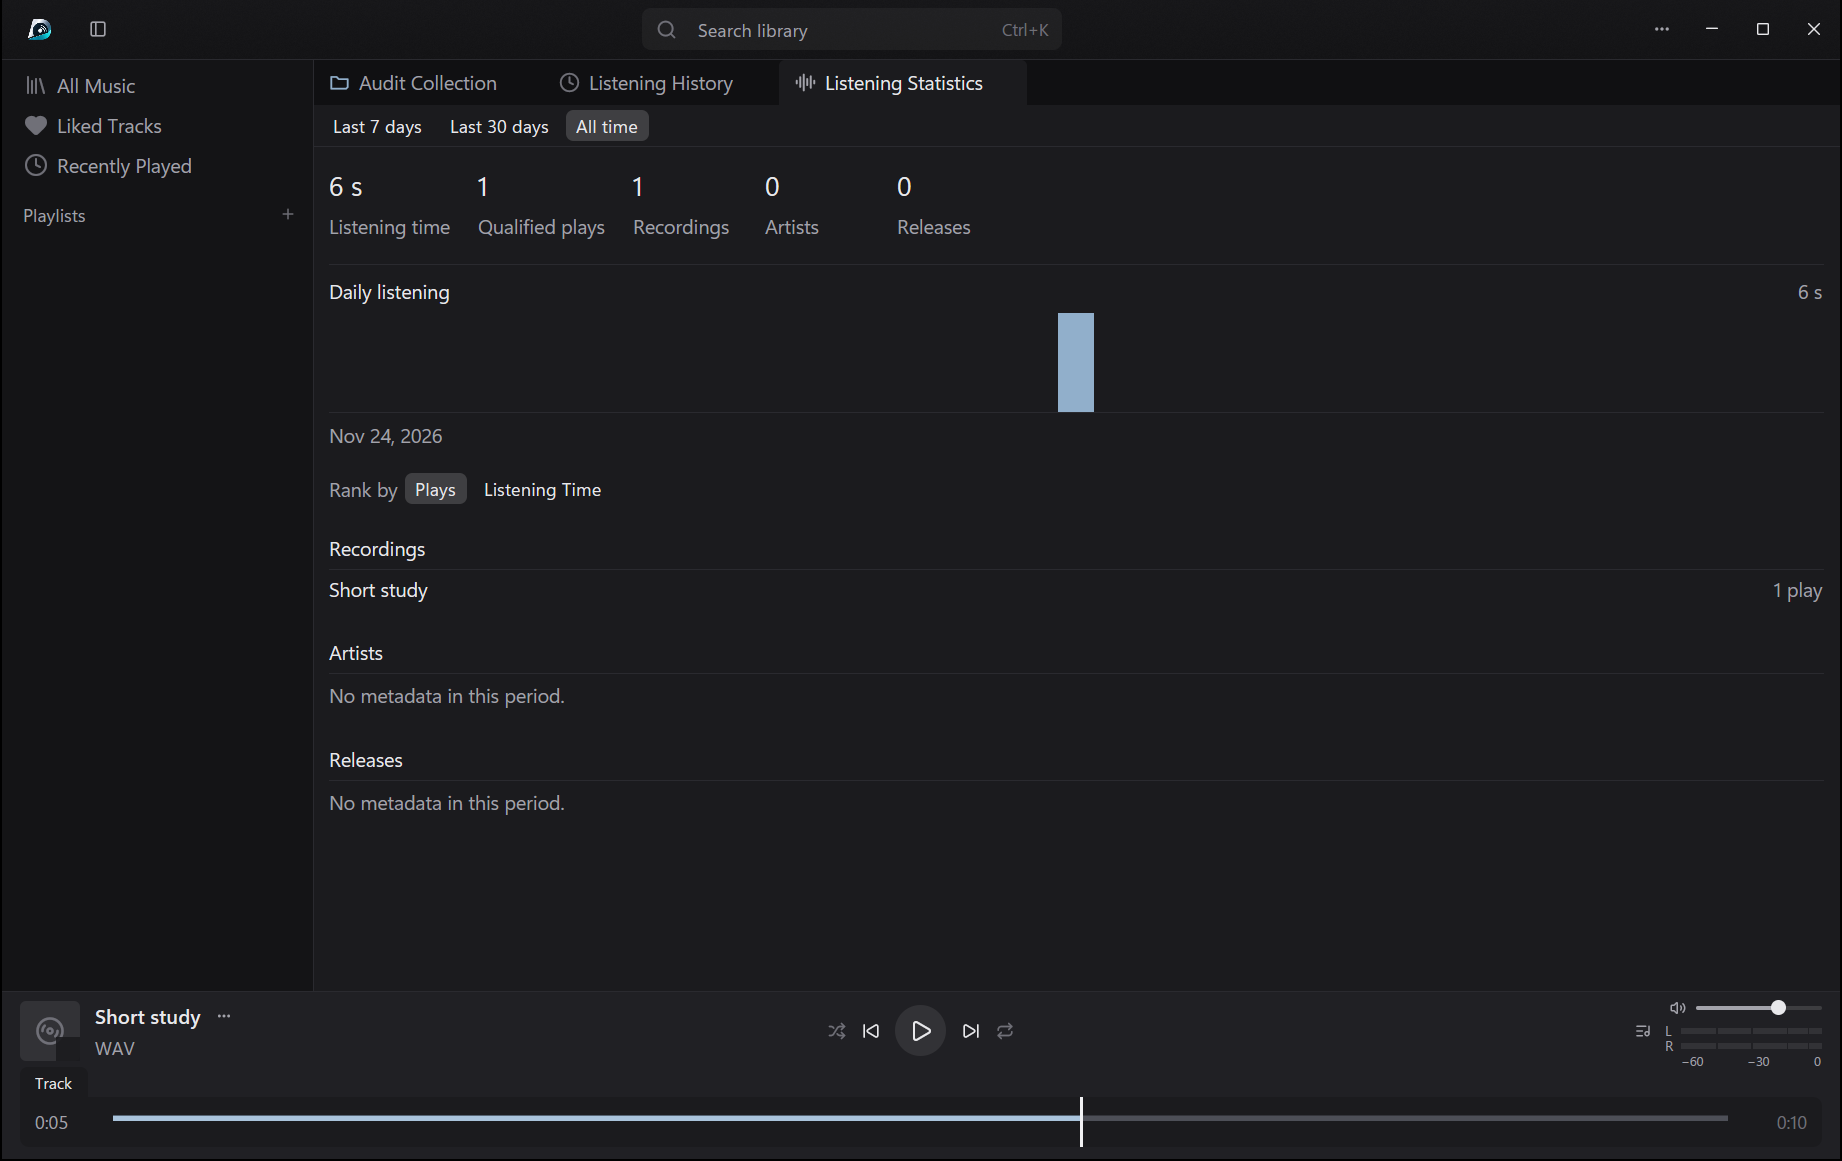 Search library Ctrl+K
All Music
Liked Tracks
Recently Played
Playlists
Audit Collection Listening History Listening Statistics
Last 7 days Last 30 days All time
6 s 1 1 0 0
Listening time Qualified plays Recordings Artists Releases
Daily listening 6 s
Nov 24, 2026
Rank by Plays Listening Time
Recordings
Short study 1 play
Artists
No metadata in this period.
Releases
No metadata in this period.
Short study
WAV
L
R
−60 −30 0
Track
0:05 0:10